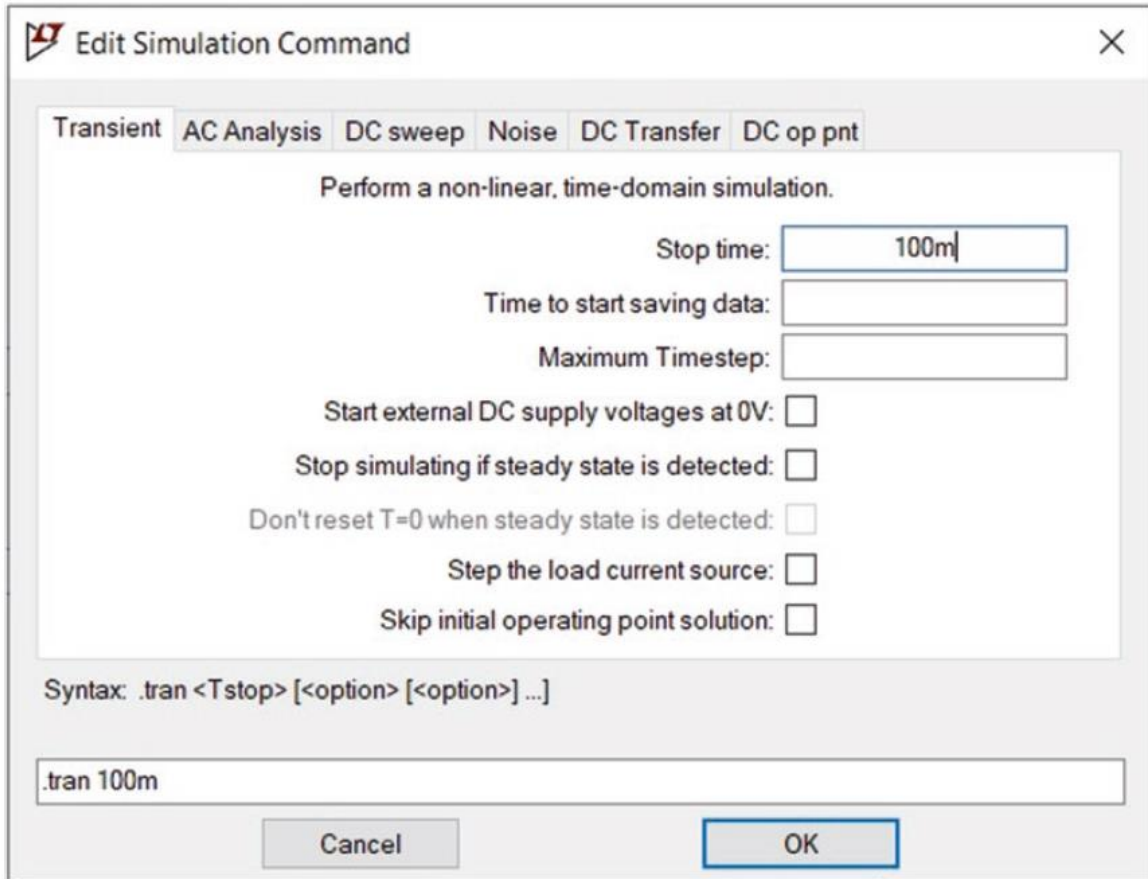 Edit Simulation Command
Transient AC Analysis DC sweep Noise DC Transfer DC op pnt
Perform a non-linear, time-domain simulation.
Stop time: 100m
Time to start saving data:
Maximum Timestep:
Start external DC supply voltages at 0V:
Stop simulating if steady state is detected:
Don't reset T=0 when steady state is detected:
Step the load current source:
Skip initial operating point solution:
Syntax: .tran <Tstop> [<option> [<option>] ...]
.tran 100m
Cancel OK